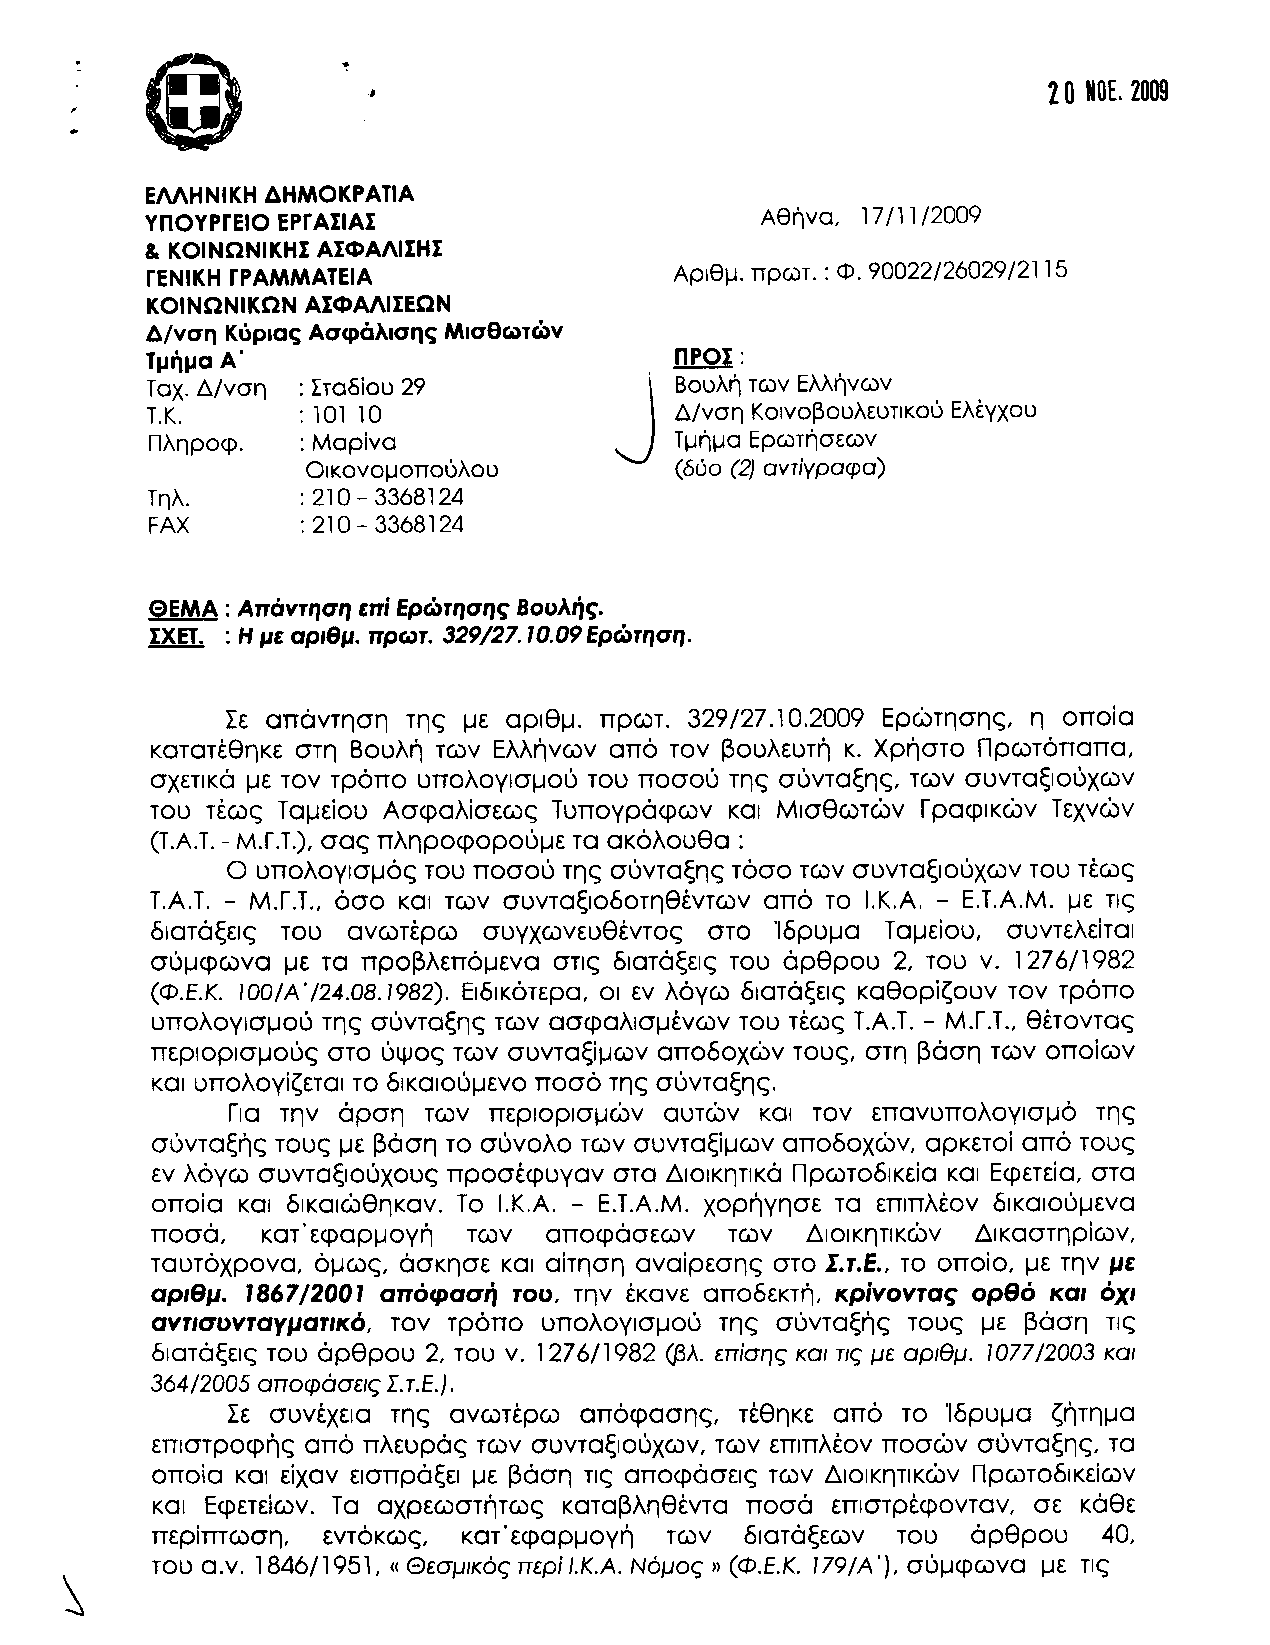 20 ΝΟΕ. 2009
ΕΛΛΗΝΙΚΗ ΔΗΜΟΚΡΑΤΙΑ
ΥΠΟΥΡΓΕΙΟ ΕΡΓΑΣΙΑΣ
& ΚΟΙΝΩΝΙΚΗΣ ΑΣΦΑΛΙΣΗΣ
ΓΕΝΙΚΗ ΓΡΑΜΜΑΤΕΙΑ
ΚΟΙΝΩΝΙΚΩΝ ΑΣΦΑΛΙΣΕΩΝ
Δ/νση Κύριας Ασφάλισης Μισθωτών
Τμήμα Α΄
Ταχ. Δ/νση : Σταδίου 29
Τ.Κ. : 101 10
Πληροφ. : Μαρίνα
Οικονομοπούλου
Τηλ. : 210 – 3368124
FAX : 210 – 3368124
Αθήνα, 17/11/2009
Αριθμ. πρωτ. : Φ. 90022/26029/2115
ΠΡΟΣ :
Βουλή των Ελλήνων
Δ/νση Κοινοβουλευτικού Ελέγχου
Τμήμα Ερωτήσεων
(δύο (2) αντίγραφα)
ΘΕΜΑ : Απάντηση επί Ερώτησης Βουλής.
ΣΧΕΤ. : Η με αριθμ. πρωτ. 329/27.10.09 Ερώτηση.
Σε απάντηση της με αριθμ. πρωτ. 329/27.10.2009 Ερώτησης, η οποία
κατατέθηκε στη Βουλή των Ελλήνων από τον βουλευτή κ. Χρήστο Πρωτόπαπα,
σχετικά με τον τρόπο υπολογισμού του ποσού της σύνταξης, των συνταξιούχων
του τέως Ταμείου Ασφαλίσεως Τυπογράφων και Μισθωτών Γραφικών Τεχνών
(Τ.Α.Τ. – Μ.Γ.Τ.), σας πληροφορούμε τα ακόλουθα :
Ο υπολογισμός του ποσού της σύνταξης τόσο των συνταξιούχων του τέως
Τ.Α.Τ. – Μ.Γ.Τ., όσο και των συνταξιοδοτηθέντων από το Ι.Κ.Α. – Ε.Τ.Α.Μ. με τις
διατάξεις του ανωτέρω συγχωνευθέντος στο Ίδρυμα Ταμείου, συντελείται
σύμφωνα με τα προβλεπόμενα στις διατάξεις του άρθρου 2, του ν. 1276/1982
(Φ.Ε.Κ. 100/Α΄/24.08.1982). Ειδικότερα, οι εν λόγω διατάξεις καθορίζουν τον τρόπο
υπολογισμού της σύνταξης των ασφαλισμένων του τέως Τ.Α.Τ. – Μ.Γ.Τ., θέτοντας
περιορισμούς στο ύψος των συνταξίμων αποδοχών τους, στη βάση των οποίων
και υπολογίζεται το δικαιούμενο ποσό της σύνταξης.
Για την άρση των περιορισμών αυτών και τον επανυπολογισμό της
σύνταξής τους με βάση το σύνολο των συνταξίμων αποδοχών, αρκετοί από τους
εν λόγω συνταξιούχους προσέφυγαν στα Διοικητικά Πρωτοδικεία και Εφετεία, στα
οποία και δικαιώθηκαν. Το Ι.Κ.Α. – Ε.Τ.Α.Μ. χορήγησε τα επιπλέον δικαιούμενα
ποσά, κατ΄εφαρμογή των αποφάσεων των Διοικητικών Δικαστηρίων,
ταυτόχρονα, όμως, άσκησε και αίτηση αναίρεσης στο Σ.τ.Ε., το οποίο, με την με
αριθμ. 1867/2001 απόφασή του, την έκανε αποδεκτή, κρίνοντας ορθό και όχι
αντισυνταγματικό, τον τρόπο υπολογισμού της σύνταξής τους με βάση τις
διατάξεις του άρθρου 2, του ν. 1276/1982 (βλ. επίσης και τις με αριθμ. 1077/2003 και
364/2005 αποφάσεις Σ.τ.Ε.).
Σε συνέχεια της ανωτέρω απόφασης, τέθηκε από το Ίδρυμα ζήτημα
επιστροφής από πλευράς των συνταξιούχων, των επιπλέον ποσών σύνταξης, τα
οποία και είχαν εισπράξει με βάση τις αποφάσεις των Διοικητικών Πρωτοδικείων
και Εφετείων. Τα αχρεωστήτως καταβληθέντα ποσά επιστρέφονταν, σε κάθε
περίπτωση, εντόκως, κατ΄εφαρμογή των διατάξεων του άρθρου 40,
του α.ν. 1846/1951, « Θεσμικός περί Ι.Κ.Α. Νόμος » (Φ.Ε.Κ. 179/Α΄), σύμφωνα με τις